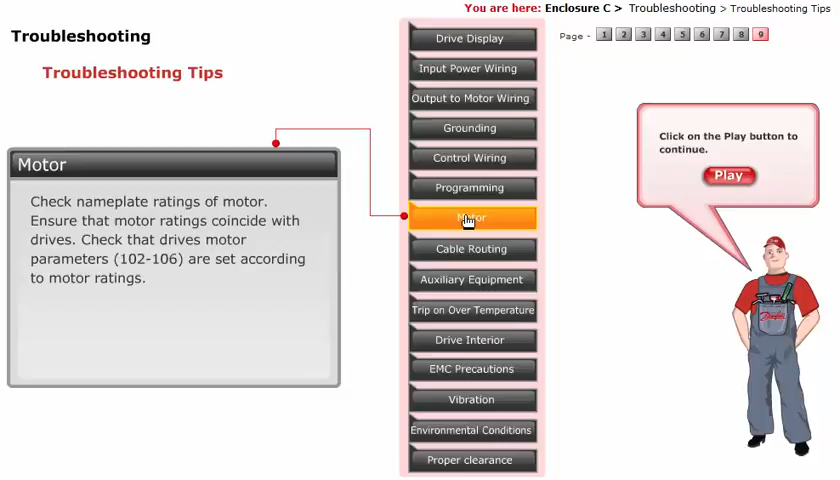 You are here: Enclosure C > Troubleshooting > Troubleshooting Tips
Troubleshooting
Page - 1 2 3 4 5 6 7 8 9
Troubleshooting Tips
Motor
Check nameplate ratings of motor.
Ensure that motor ratings coincide with
drives. Check that drives motor
parameters (102-106) are set according
to motor ratings.
Drive Display
Input Power Wiring
Output to Motor Wiring
Grounding
Control Wiring
Programming
Motor
Cable Routing
Auxiliary Equipment
Trip on Over Temperature
Drive Interior
EMC Precautions
Vibration
Environmental Conditions
Proper clearance
Click on the Play button to
continue.
Play
Danfoss